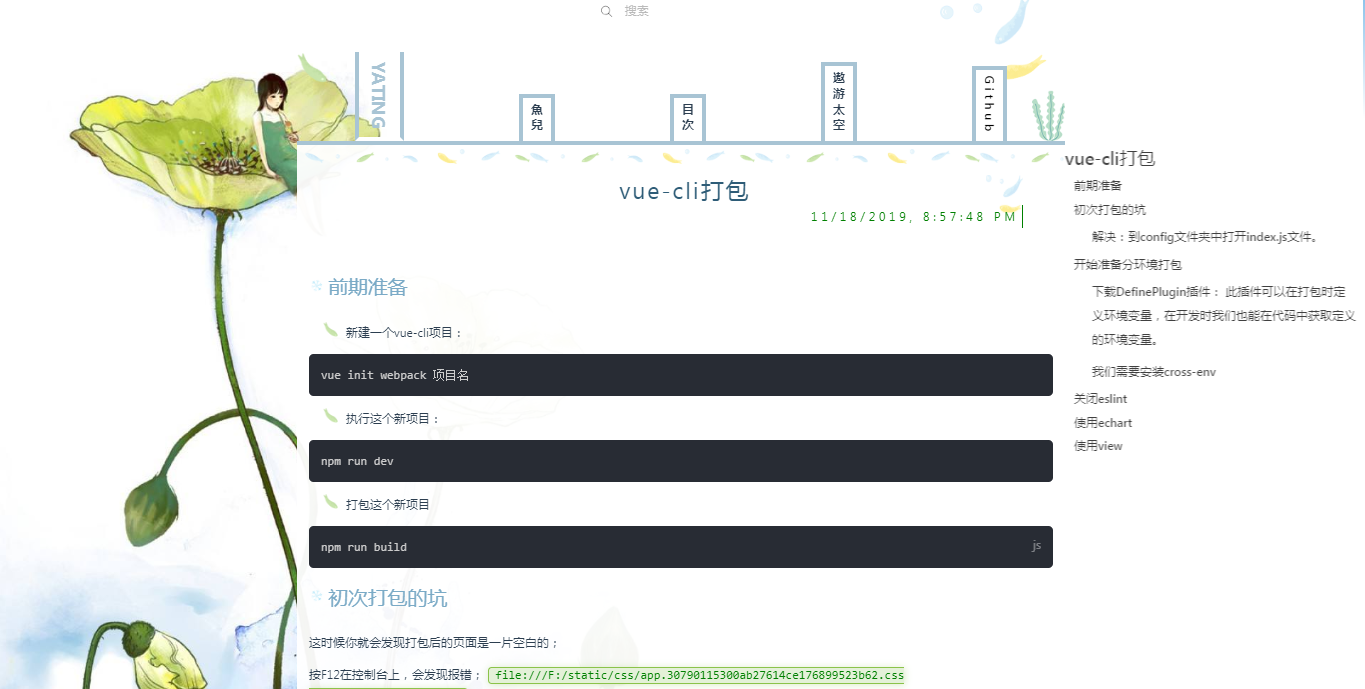 搜索
YATING
魚兒
目次
遨游太空
Github
vue-cli打包
11/18/2019, 8:57:48 PM
前期准备
新建一个vue-cli项目：
vue init webpack 项目名
执行这个新项目：
npm run dev
打包这个新项目
npm run build
js
初次打包的坑
这时候你就会发现打包后的页面是一片空白的；
按F12在控制台上，会发现报错； file:///F:/static/css/app.30790115300ab27614ce176899523b62.css
vue-cli打包
前期准备
初次打包的坑
解决：到config文件夹中打开index.js文件。
开始准备分环境打包
下载DefinePlugin插件： 此插件可以在打包时定
义环境变量，在开发时我们也能在代码中获取定义
的环境变量。
我们需要安装cross-env
关闭eslint
使用echart
使用view